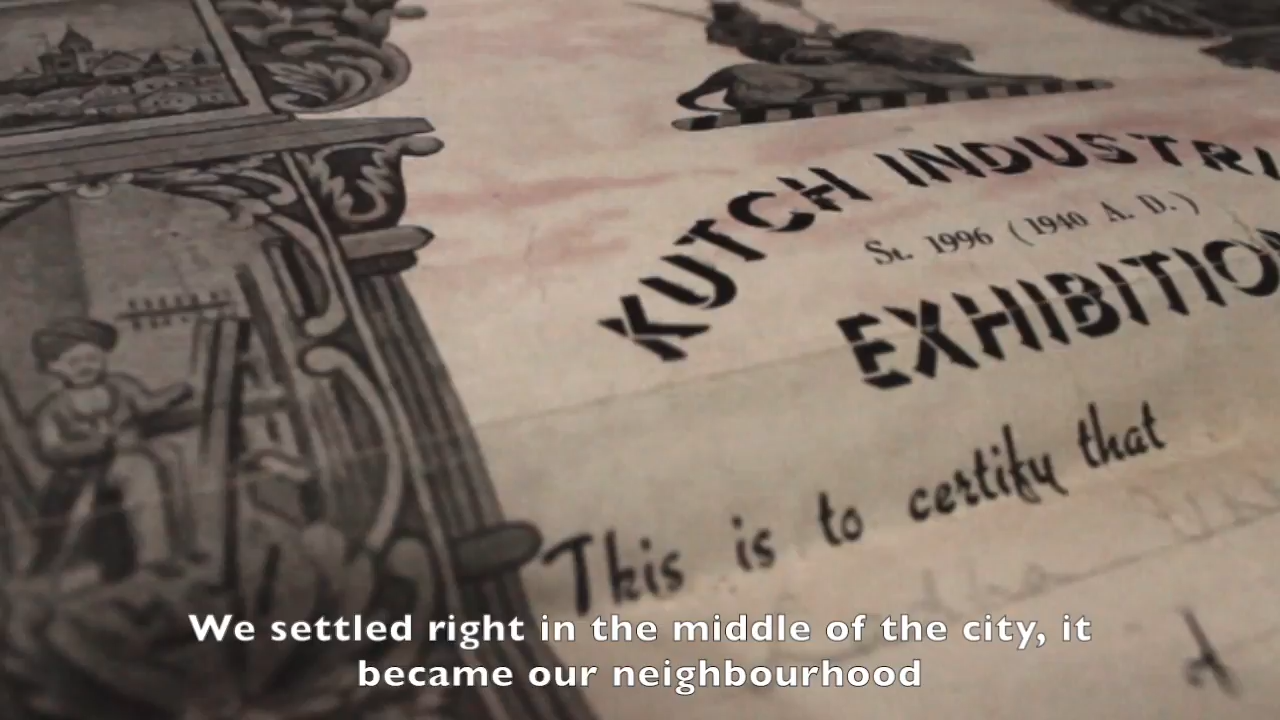 KUTCH INDUSTRI
St. 1996 (1940 A. D.)
EXHIBITIO
This is to certify that
We settled right in the middle of the city, it
became our neighbourhood